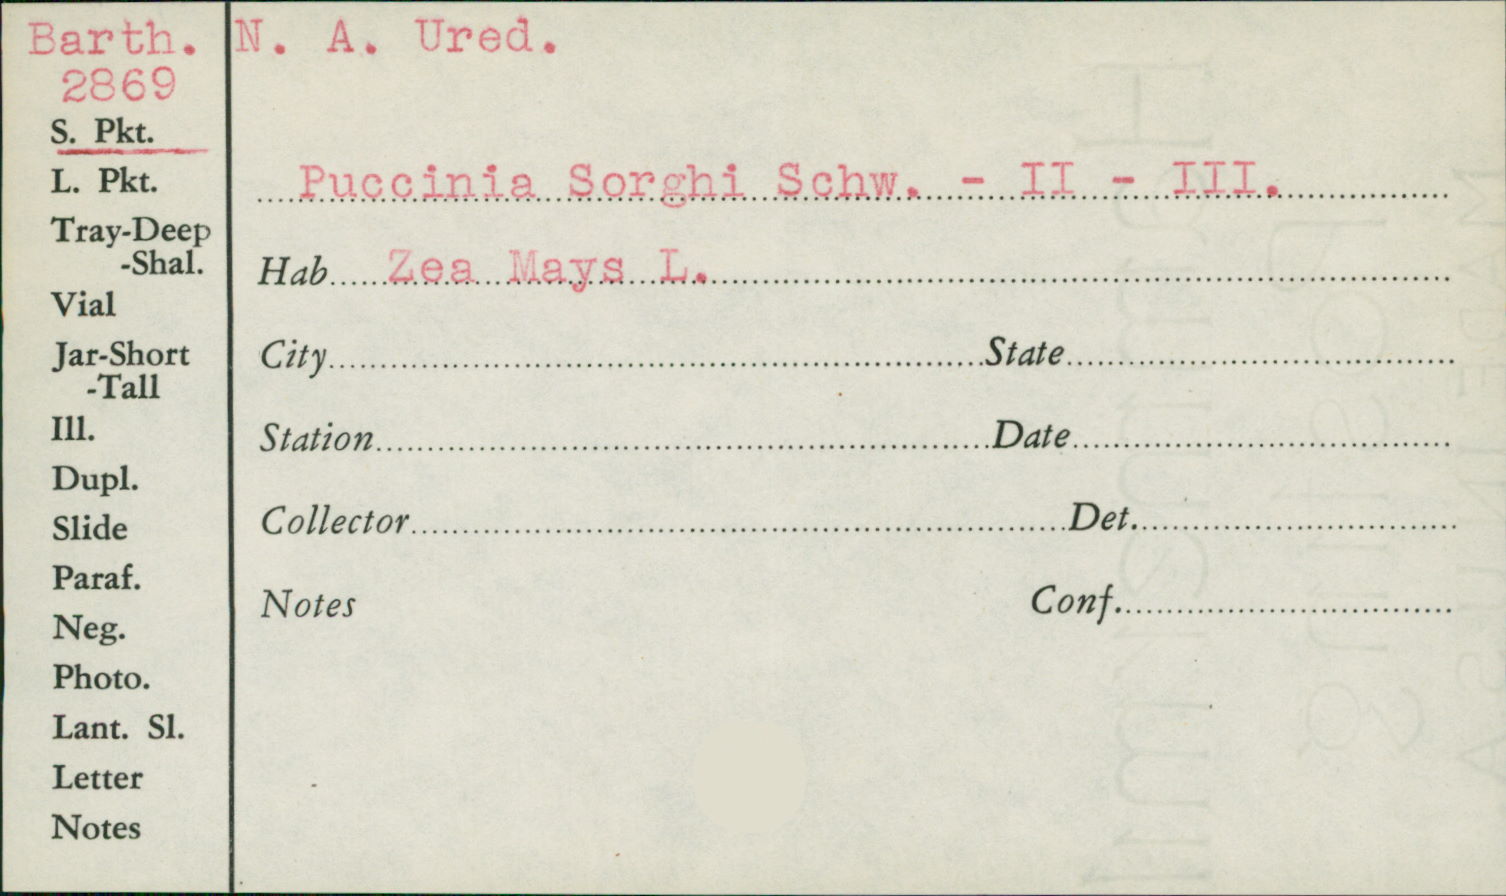 Barth. N. A. Ured.
2869
S. Pkt.
L. Pkt.
Tray-Deep
-Shal.
Vial
Jar-Short
-Tall
Ill.
Dupl.
Slide
Paraf.
Neg.
Photo.
Lant. Sl.
Letter
Notes
Puccinia Sorghi Schw. - II - III.
Hab Zea Mays L.
City State
Station Date
Collector Det.
Notes Conf.